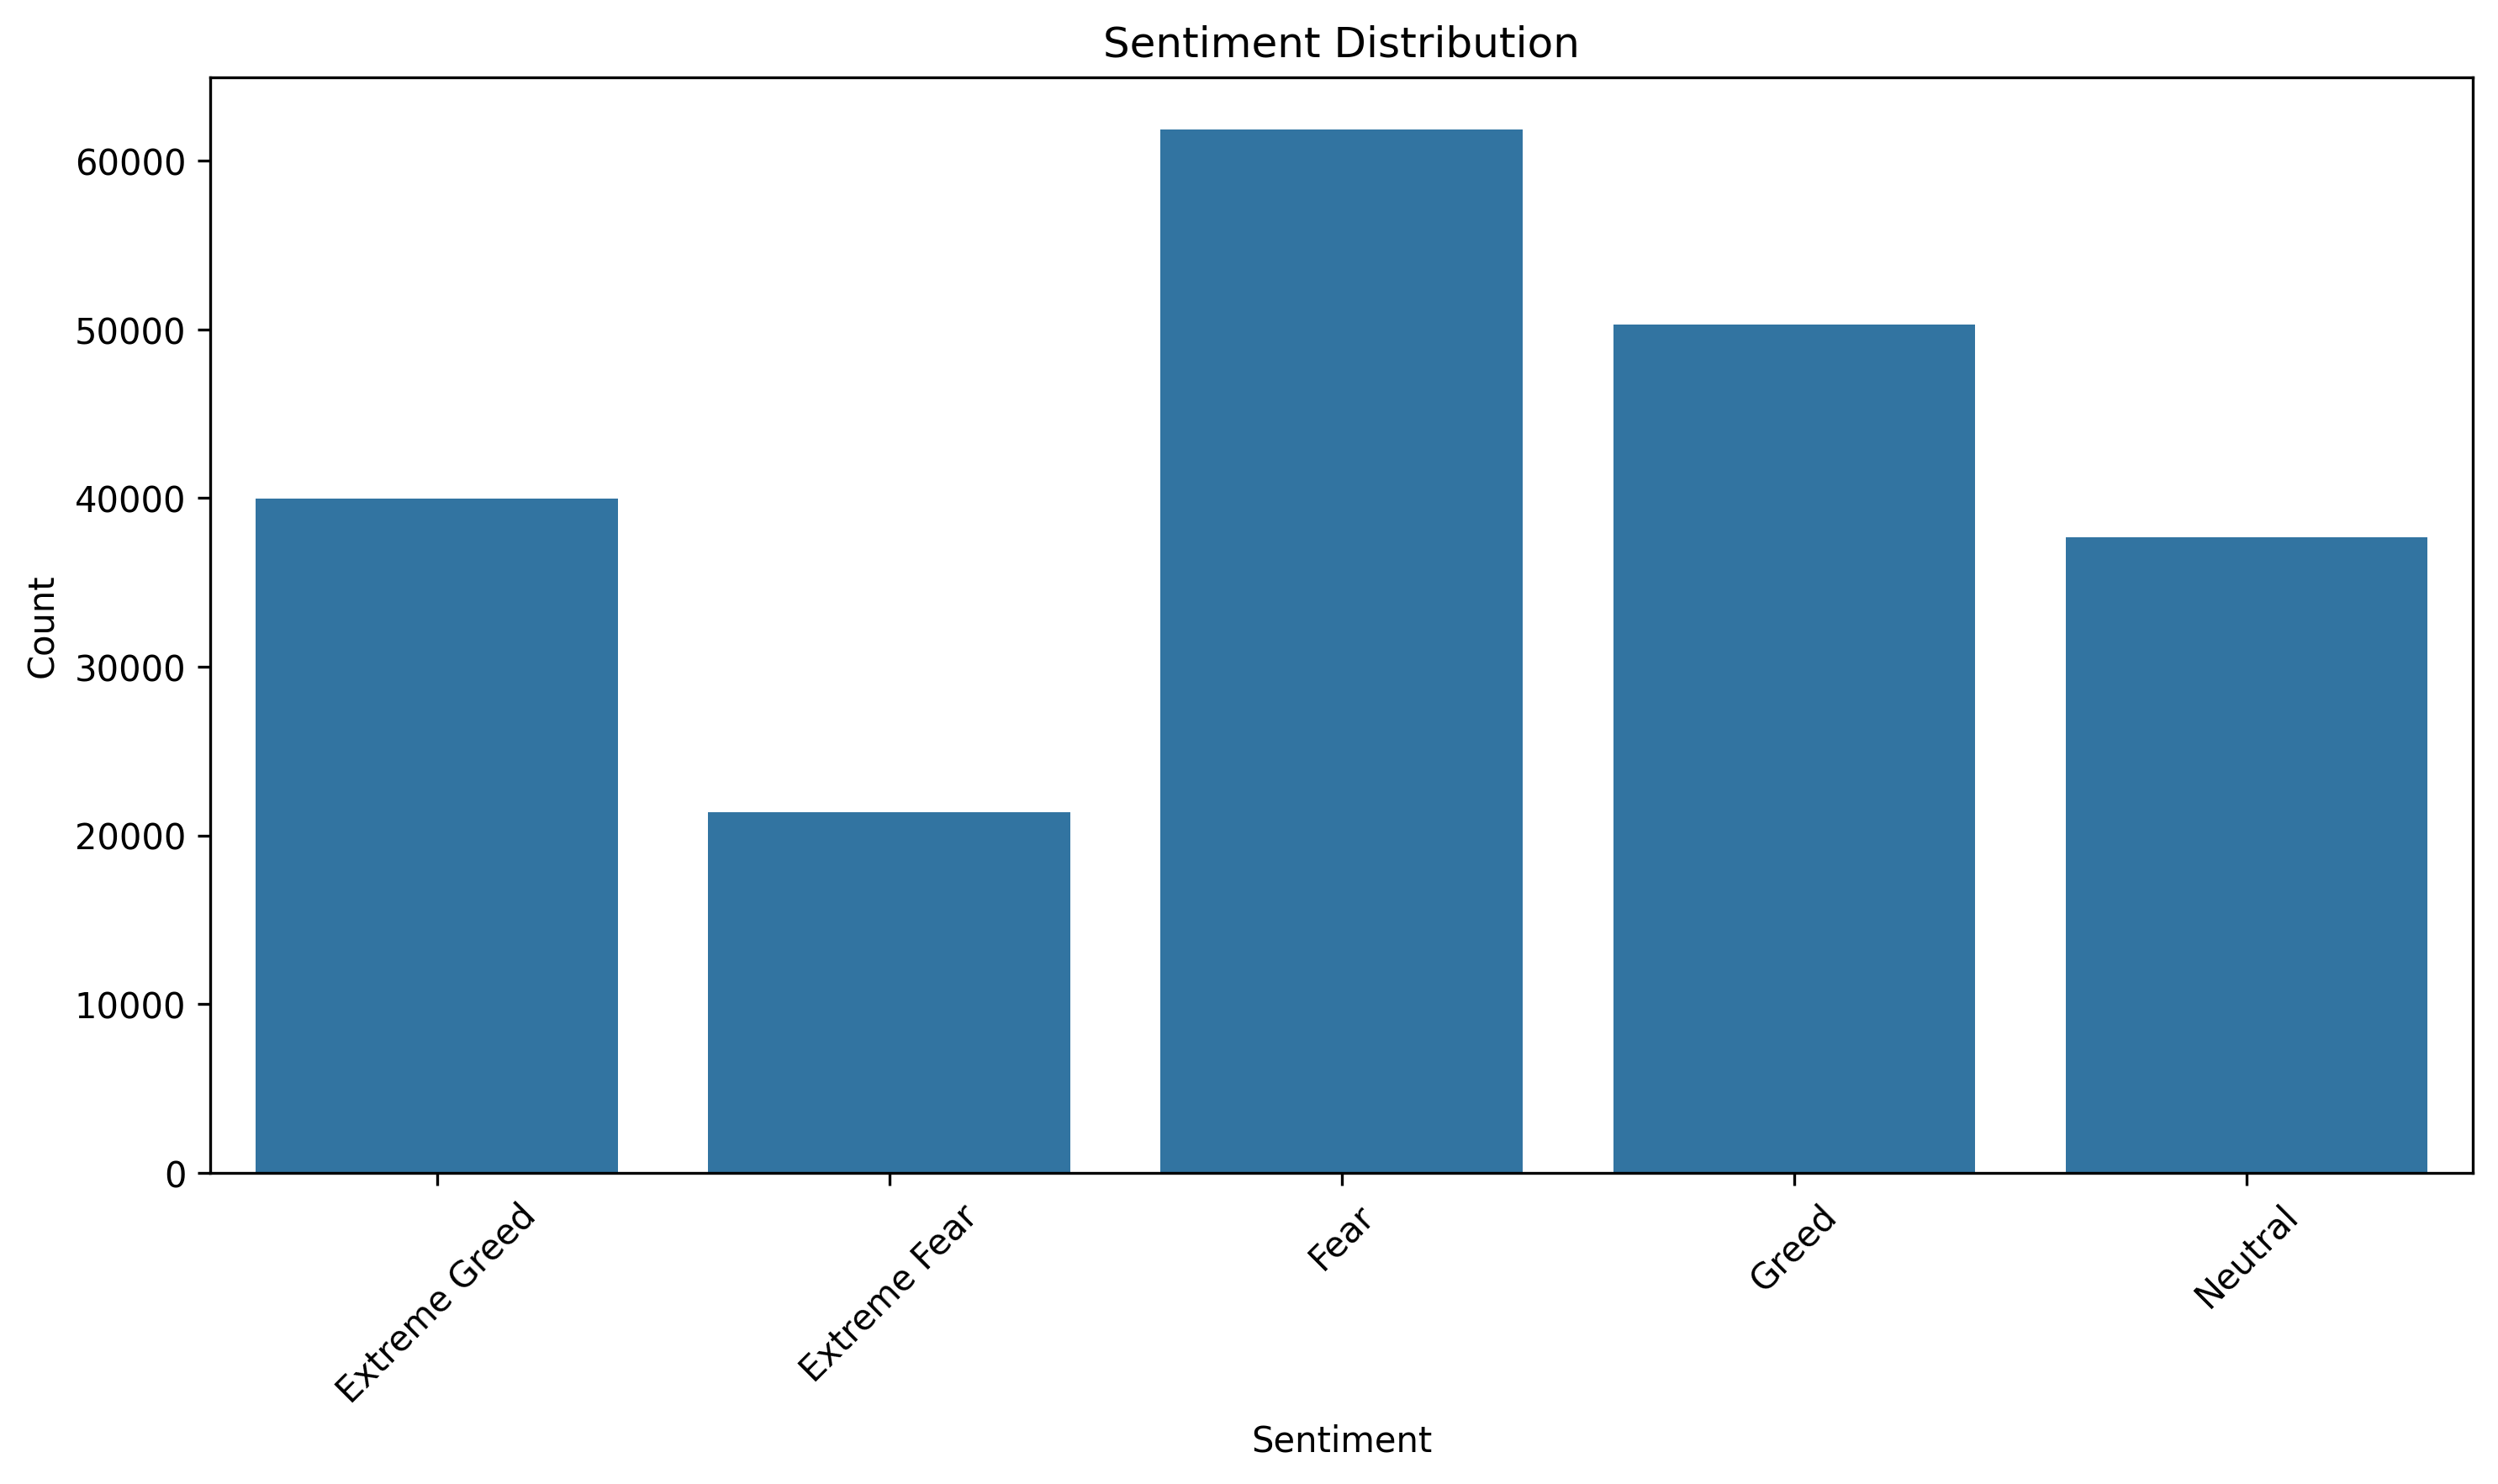 Sentiment Distribution
Count
60000
50000
40000
30000
20000
10000
0
Extreme Greed
Extreme Fear
Fear
Greed
Neutral
Sentiment